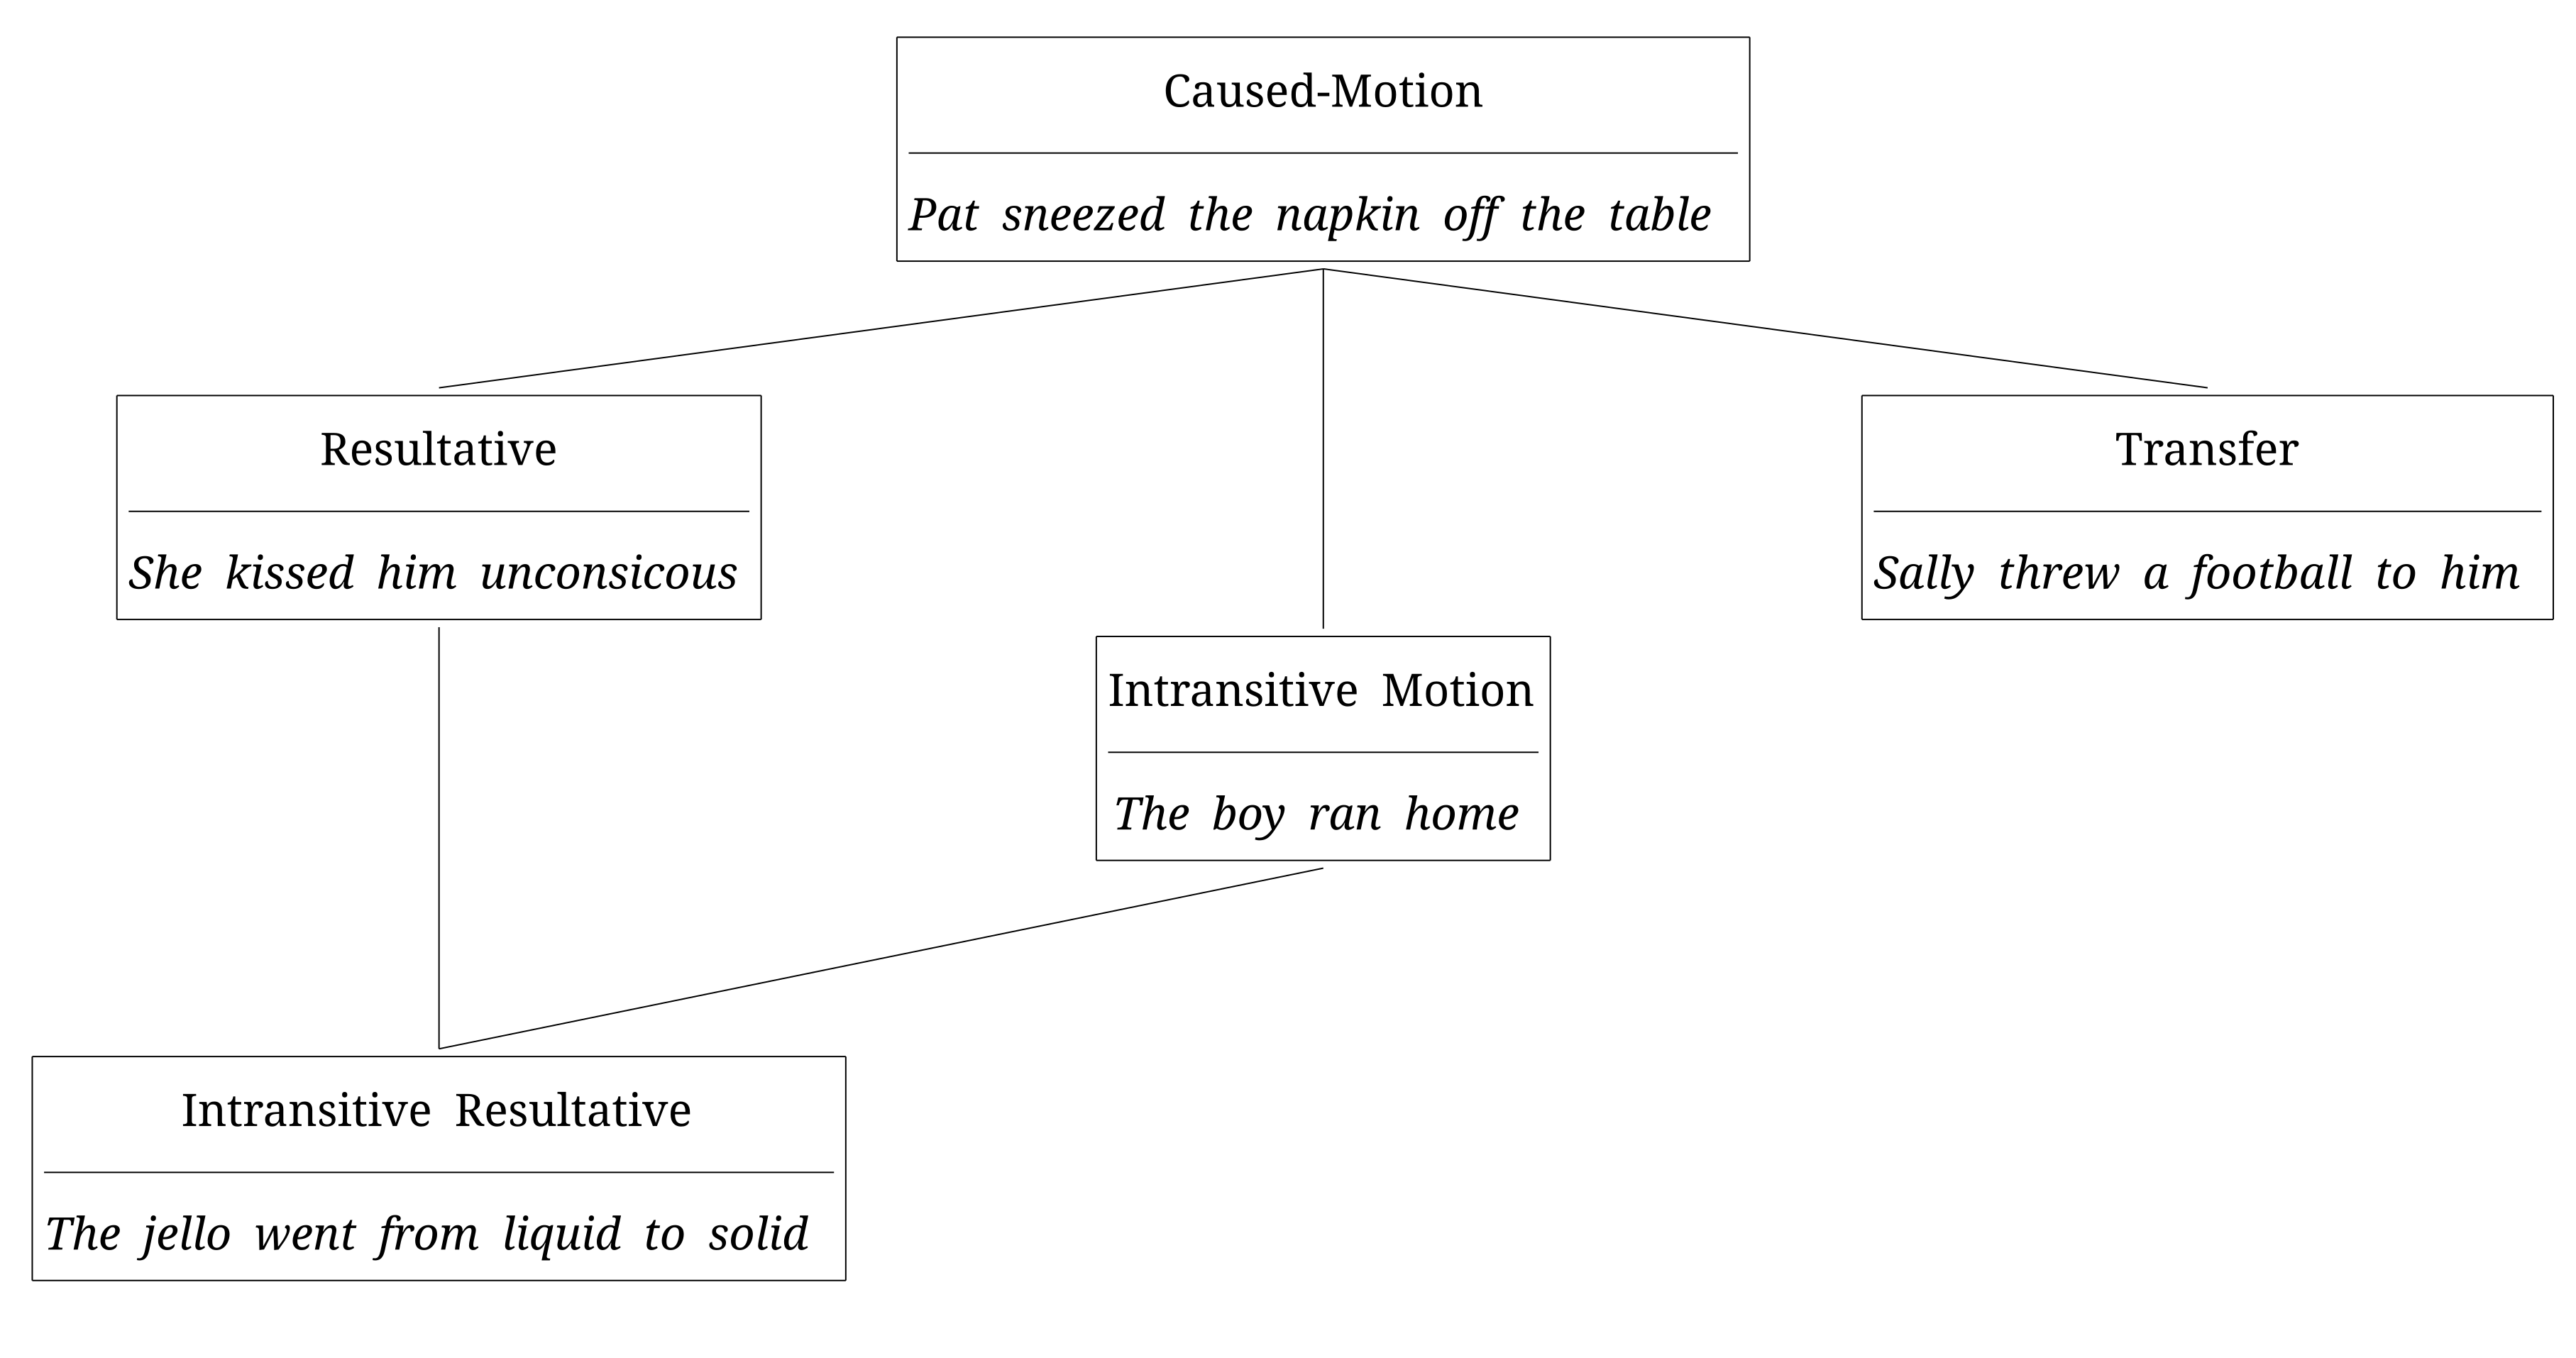 Caused-Motion
Pat sneezed the napkin off the table
Resultative
She kissed him unconsicous
Transfer
Sally threw a football to him
Intransitive Motion
The boy ran home
Intransitive Resultative
The jello went from liquid to solid